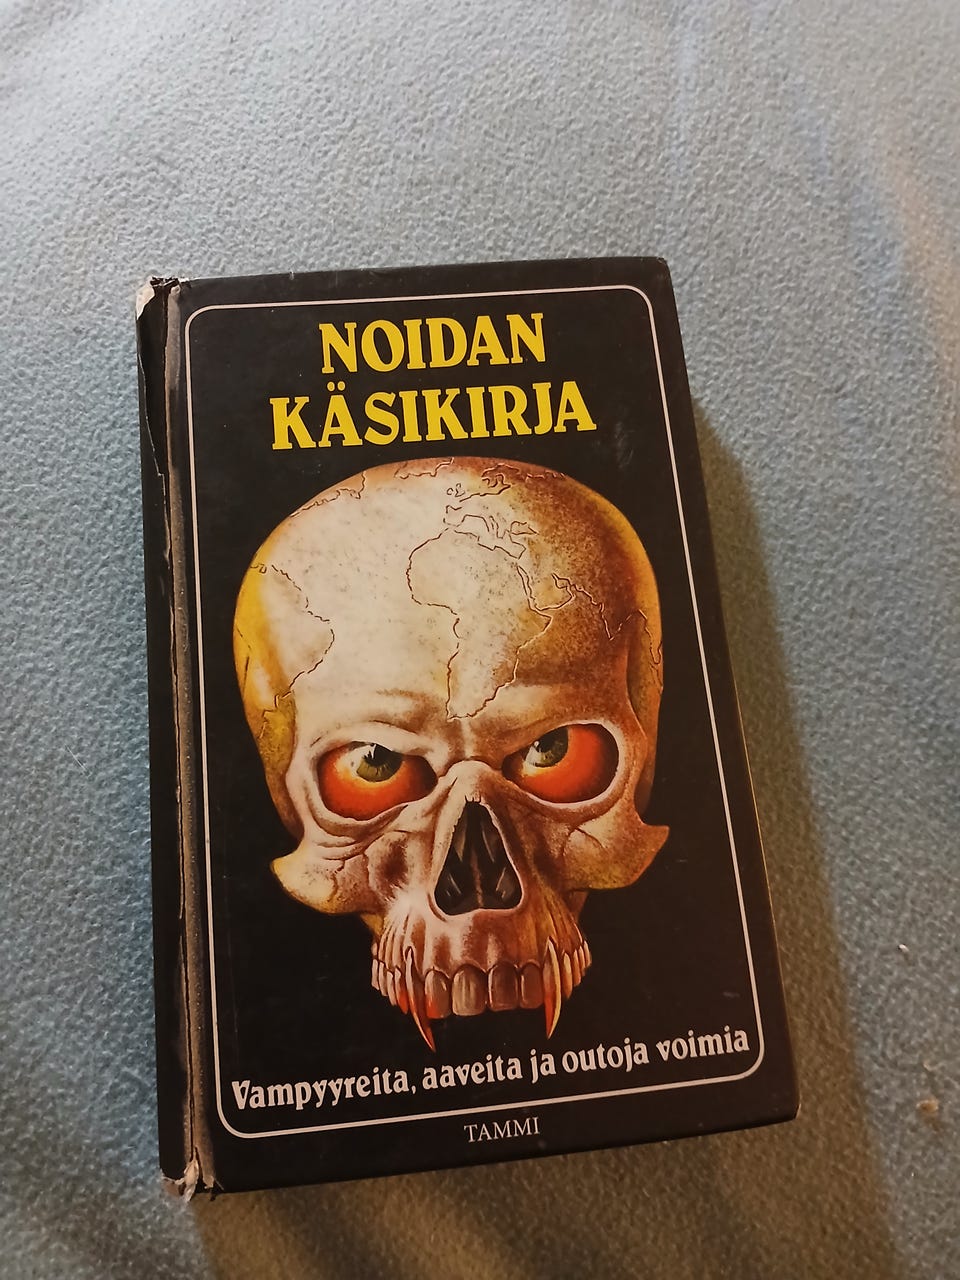 NOIDAN
KÄSIKIRJA
Vampyyreita, aaveita ja outoja voimia
TAMMI